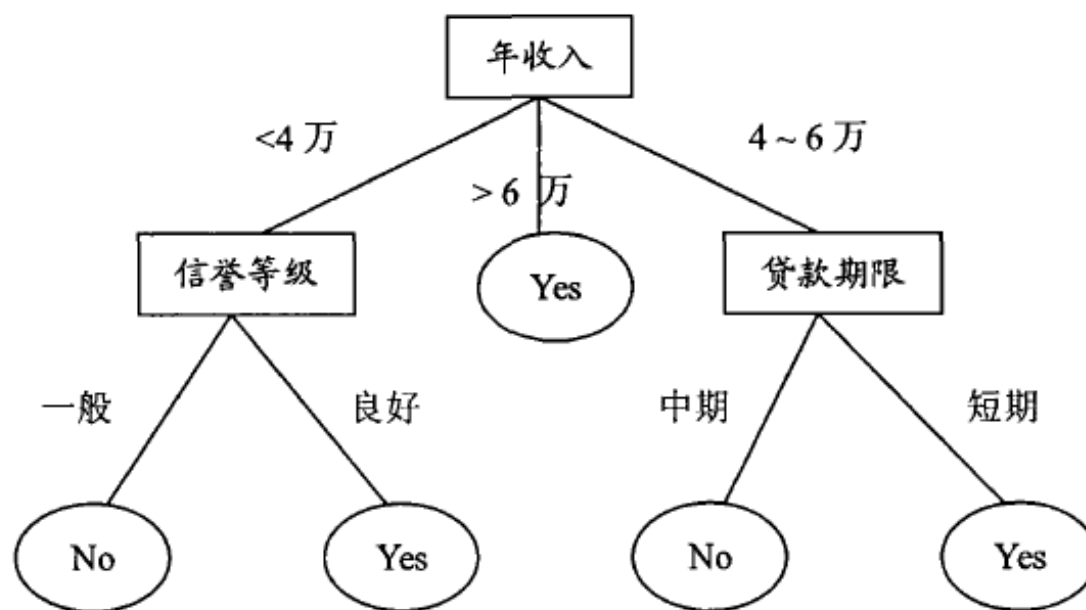 年收入
<4 万
> 6 万
4 ~ 6 万
信誉等级
Yes
贷款期限
一般
良好
中期
短期
No
Yes
No
Yes